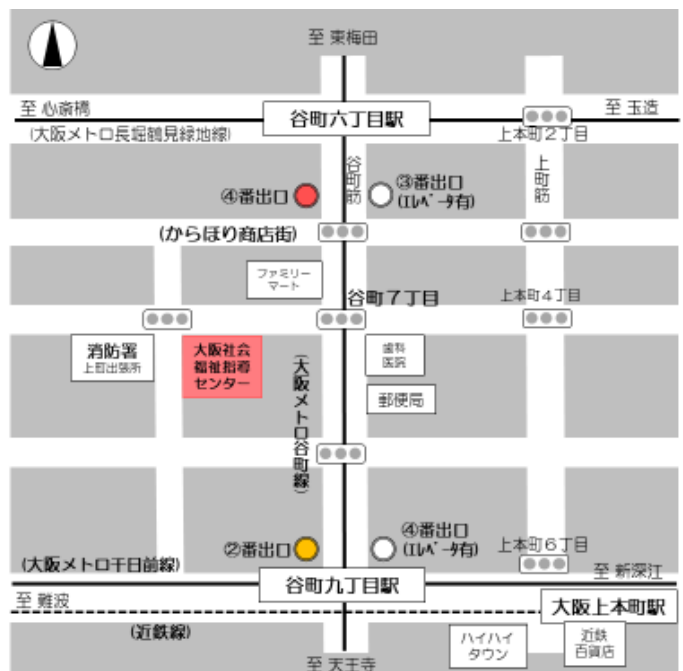 至 東梅田
至 心斎橋
谷町六丁目駅
至 玉造
(大阪メトロ長堀鶴見緑地線)
上本町2丁目
谷町筋
上町筋
④番出口
③番出口
(ｴﾚﾍﾞｰﾀ有)
(からほり商店街)
ファミリー
マート
谷町7丁目
上本町4丁目
消防署
上町出張所
大阪社会
福祉指導
センター
(大阪メトロ谷町線)
歯科
医院
郵便局
②番出口
④番出口
(ｴﾚﾍﾞｰﾀ有)
上本町6丁目
(大阪メトロ千日前線)
谷町九丁目駅
至 新深江
至 難波
大阪上本町駅
(近鉄線)
ハイハイ
タウン
近鉄
百貨店
至 天王寺